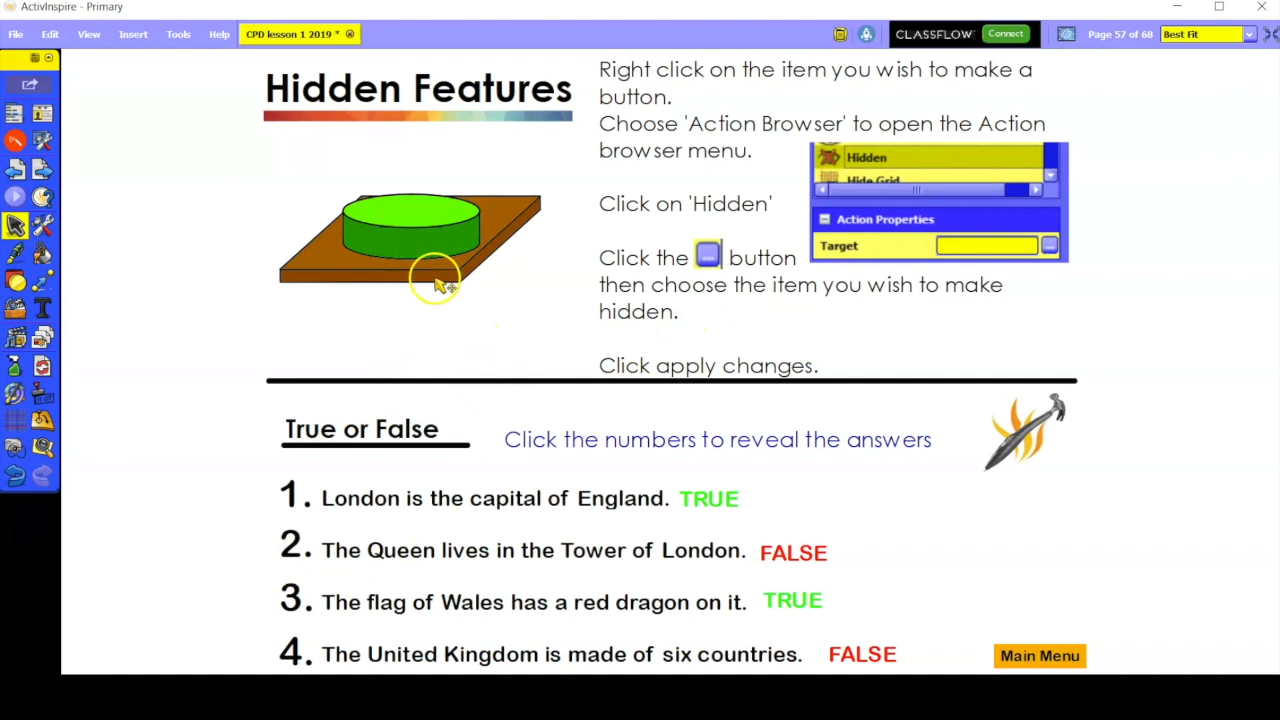 ActivInspire - Primary
File Edit View Insert Tools Help CPD lesson 1 2019 * CLASSFLOW Connect Page 57 of 68 Best Fit
Hidden Features
Right click on the item you wish to make a
button.
Choose 'Action Browser' to open the Action
browser menu.
Click on 'Hidden'
Click the ... button
then choose the item you wish to make
hidden.
Click apply changes.
Hidden
Hide Grid
Action Properties
Target
...
True or False
Click the numbers to reveal the answers
1. London is the capital of England. TRUE
2. The Queen lives in the Tower of London. FALSE
3. The flag of Wales has a red dragon on it. TRUE
4. The United Kingdom is made of six countries. FALSE
Main Menu